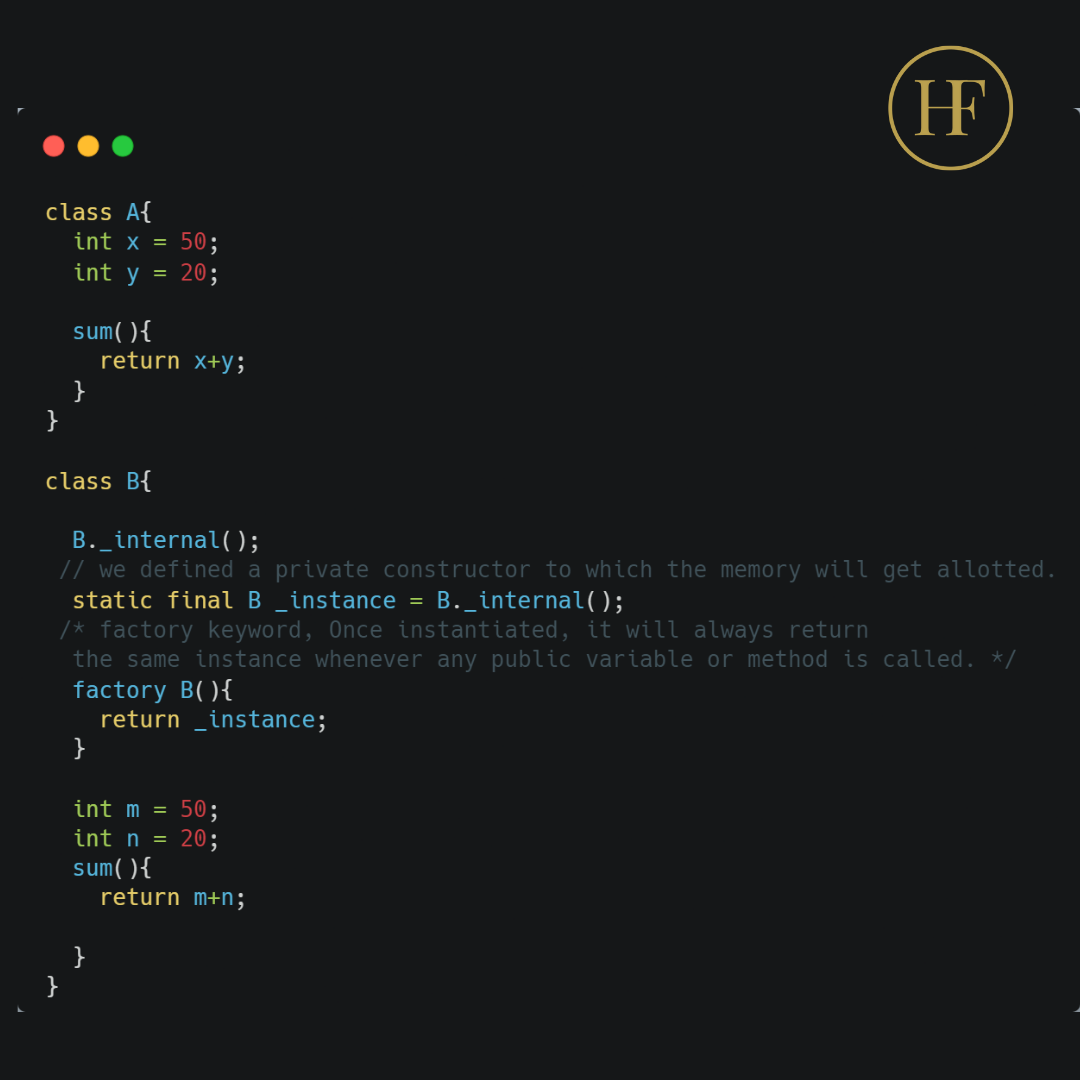 HF
class A{
  int x = 50;
  int y = 20;

  sum(){
    return x+y;
  }
}

class B{

  B._internal();
 // we defined a private constructor to which the memory will get allotted.
  static final B _instance = B._internal();
 /* factory keyword, Once instantiated, it will always return
  the same instance whenever any public variable or method is called. */
  factory B(){
    return _instance;
  }

  int m = 50;
  int n = 20;
  sum(){
    return m+n;

  }
}